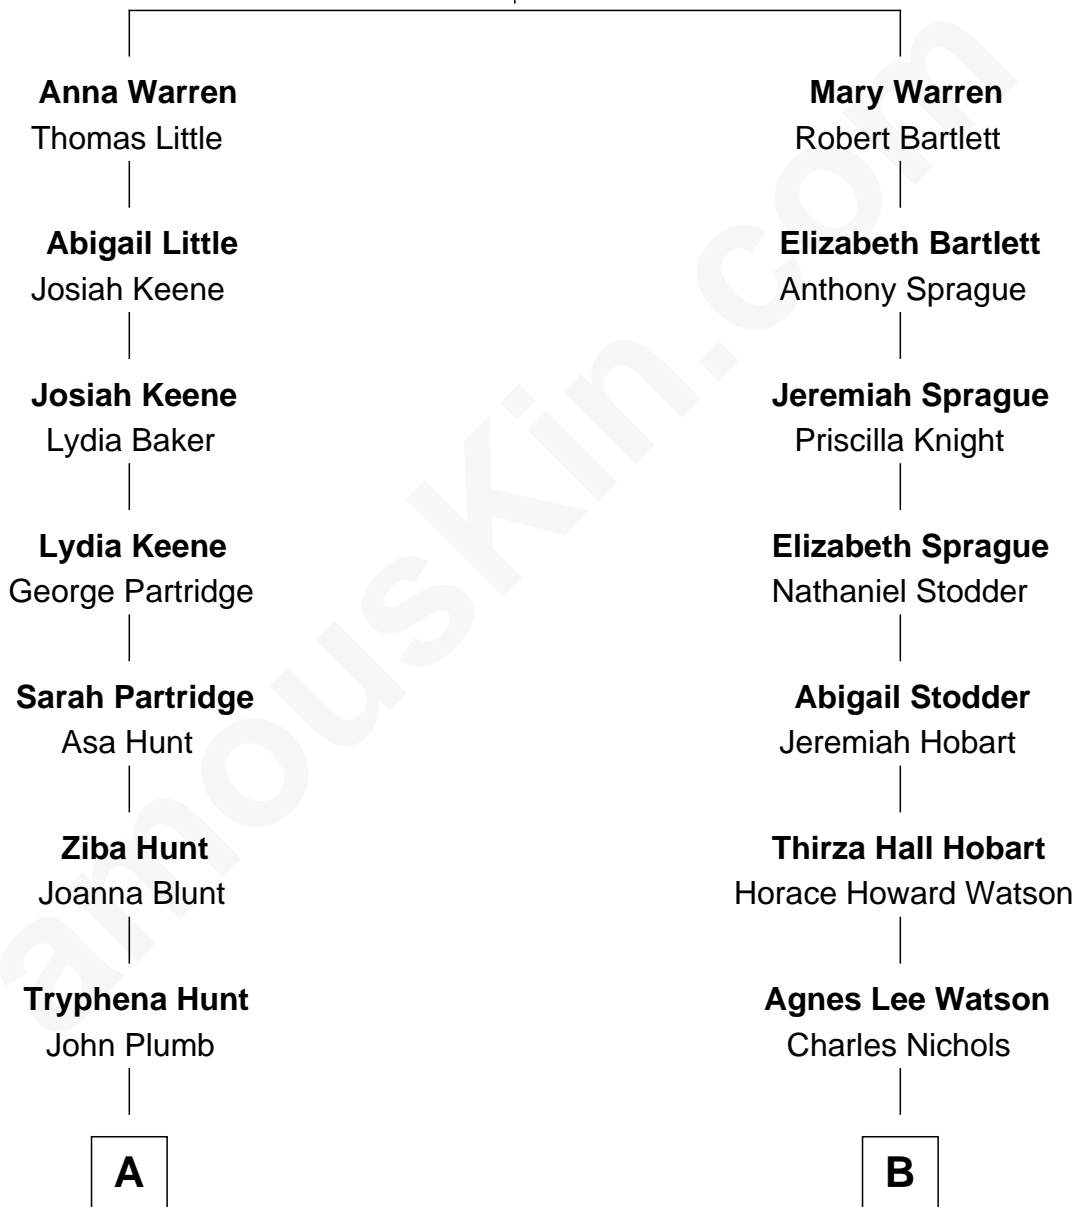 Anna Warren
Thomas Little
Abigail Little
Josiah Keene
Josiah Keene
Lydia Baker
Lydia Keene
George Partridge
Sarah Partridge
Asa Hunt
Ziba Hunt
Joanna Blunt
Tryphena Hunt
John Plumb
A
Mary Warren
Robert Bartlett
Elizabeth Bartlett
Anthony Sprague
Jeremiah Sprague
Priscilla Knight
Elizabeth Sprague
Nathaniel Stodder
Abigail Stodder
Jeremiah Hobart
Thirza Hall Hobart
Horace Howard Watson
Agnes Lee Watson
Charles Nichols
B
amouskin.com